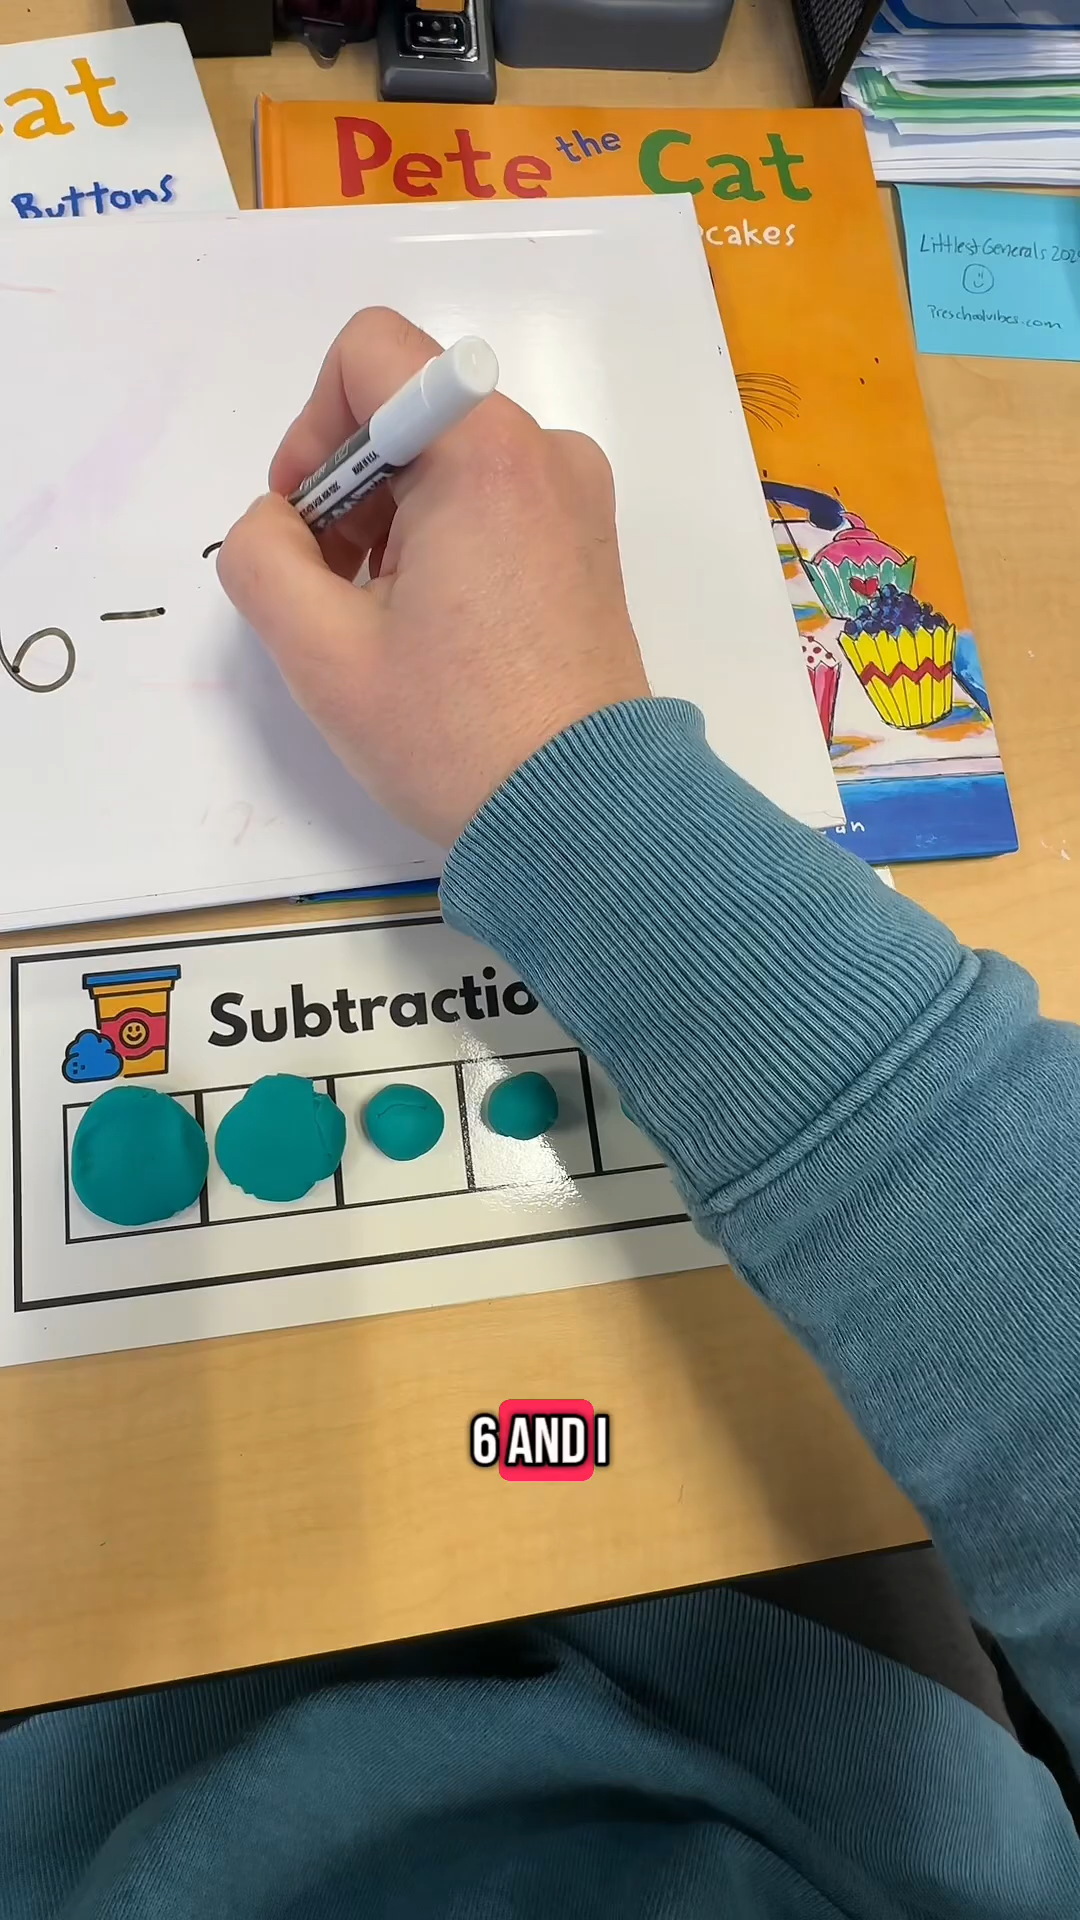 at
Buttons
Pete the Cat
cakes
Littlest Generals 202
Preschoolvibes.com
6 -
Subtractio
6 AND I